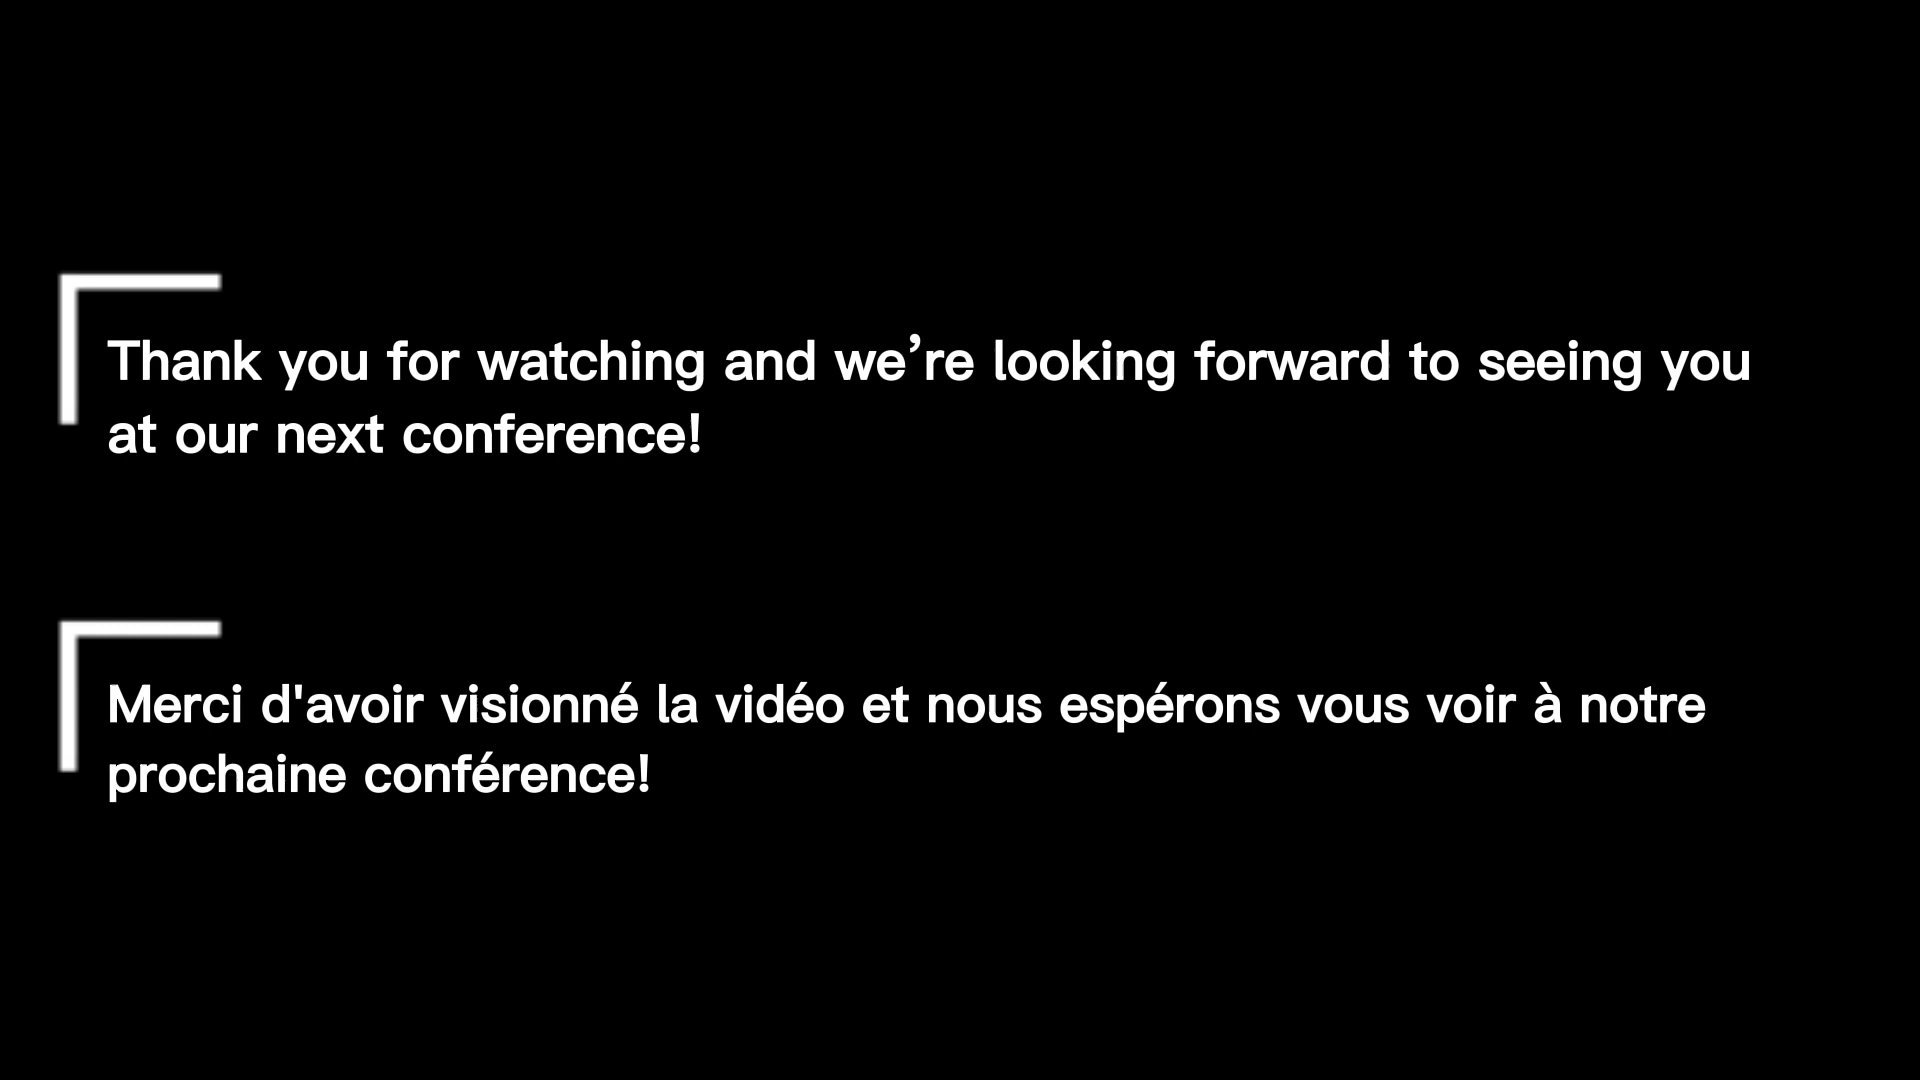 Thank you for watching and we’re looking forward to seeing you
at our next conference!
Merci d'avoir visionné la vidéo et nous espérons vous voir à notre
prochaine conférence!